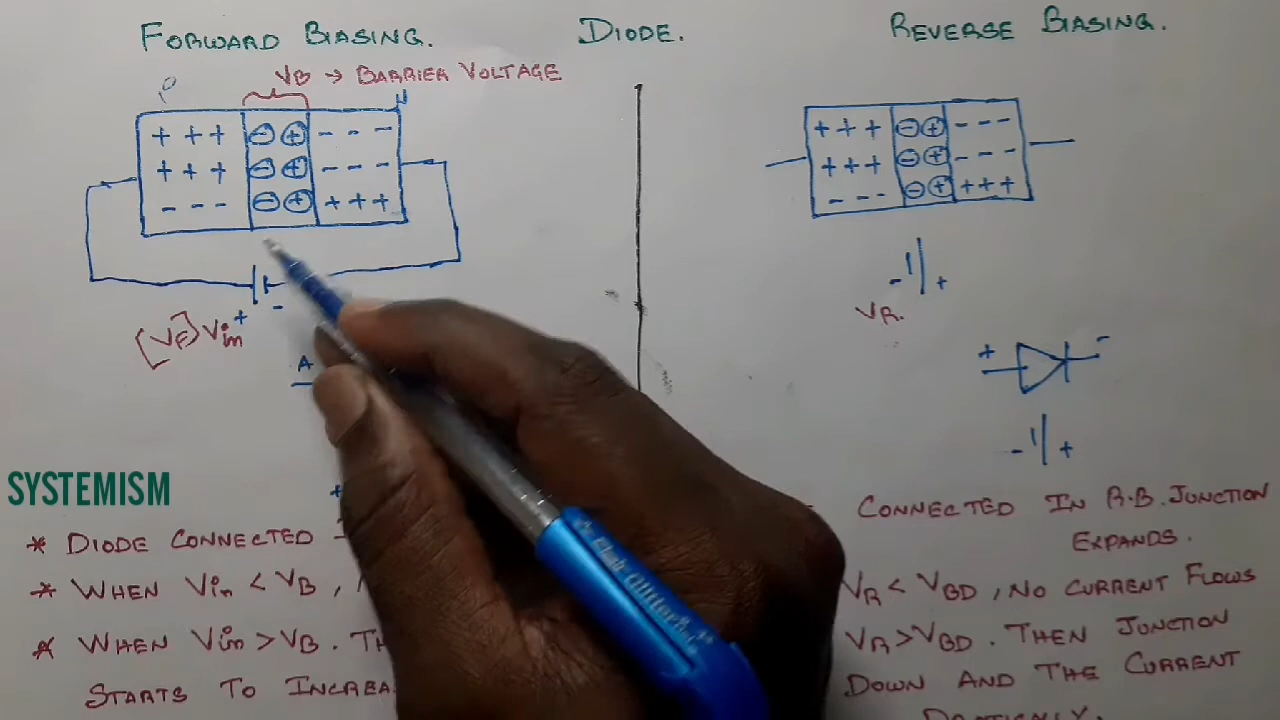 FORWARD BIASING.
DIODE.
REVERSE BIASING.
VB → BARRIER VOLTAGE
P
N
+ + +
- - -
+ + +
- - -
- - -
+ + +
+
-
[VF] Vin
A
+ + +
- - -
+ + +
- - -
- - -
+ + +
- +
VR.
+ -
- +
SYSTEMISM
* DIODE CONNECTED
* WHEN Vin < VB,
* WHEN Vin > VB. TH
STARTS TO INCREA
CONNECTED IN R.B. JUNCTION
EXPANDS.
VR < VBD, NO CURRENT FLOWS
VR > VBD. THEN JUNCTION
DOWN AND THE CURRENT